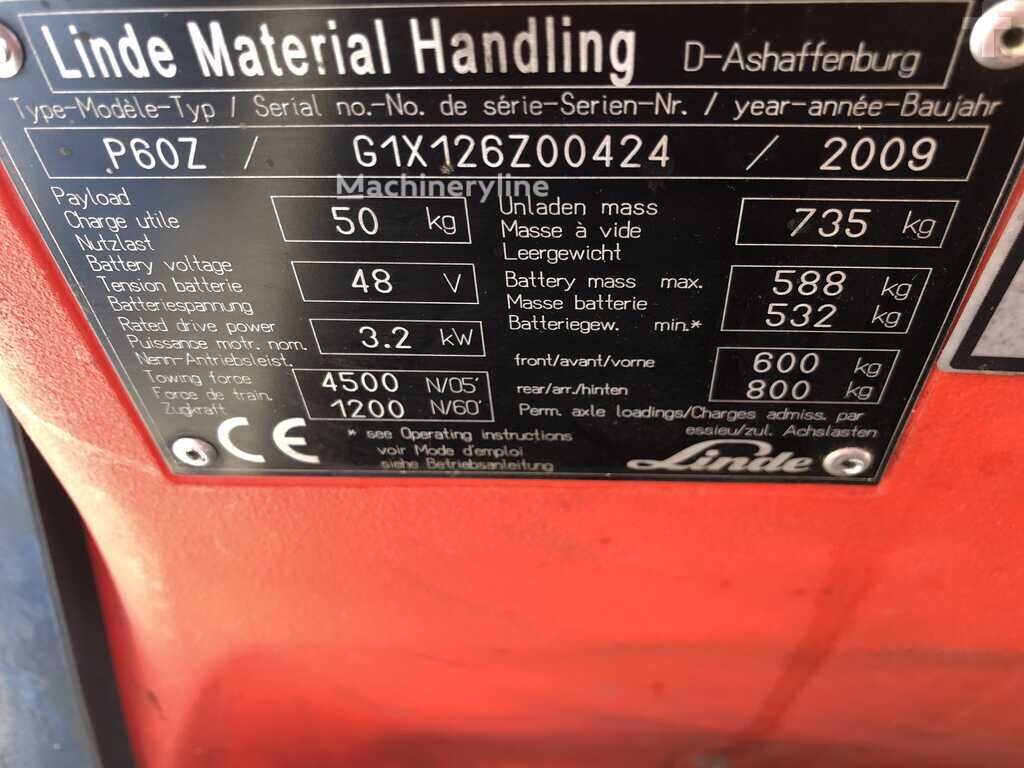 Linde Material Handling D-Ashaffenburg
Type-Modèle-Typ / Serial no.-No. de série-Serien-Nr. / year-année-Baujahr
P60Z / G1X126Z00424 / 2009
Machineryline
Payload
Charge utile
Nutzlast
50 kg
Unladen mass
Masse à vide
Leergewicht
735 kg
Battery voltage
Tension batterie
Batteriespannung
48 V
Battery mass max.
Masse batterie
Batteriegew. min.*
588 kg
532 kg
Rated drive power
Puissance motr. nom.
Nenn-Antriebsleist.
3.2 kW
front/avant/vorne
600 kg
rear/arr./hinten
800 kg
Towing force
Force de train.
Zugkraft
4500 N/05'
1200 N/60'
Perm. axle loadings/Charges admiss. par
essieu/zul. Achslasten
CE
* see Operating instructions
voir Mode d'emploi
siehe Betriebsanleitung
Linde